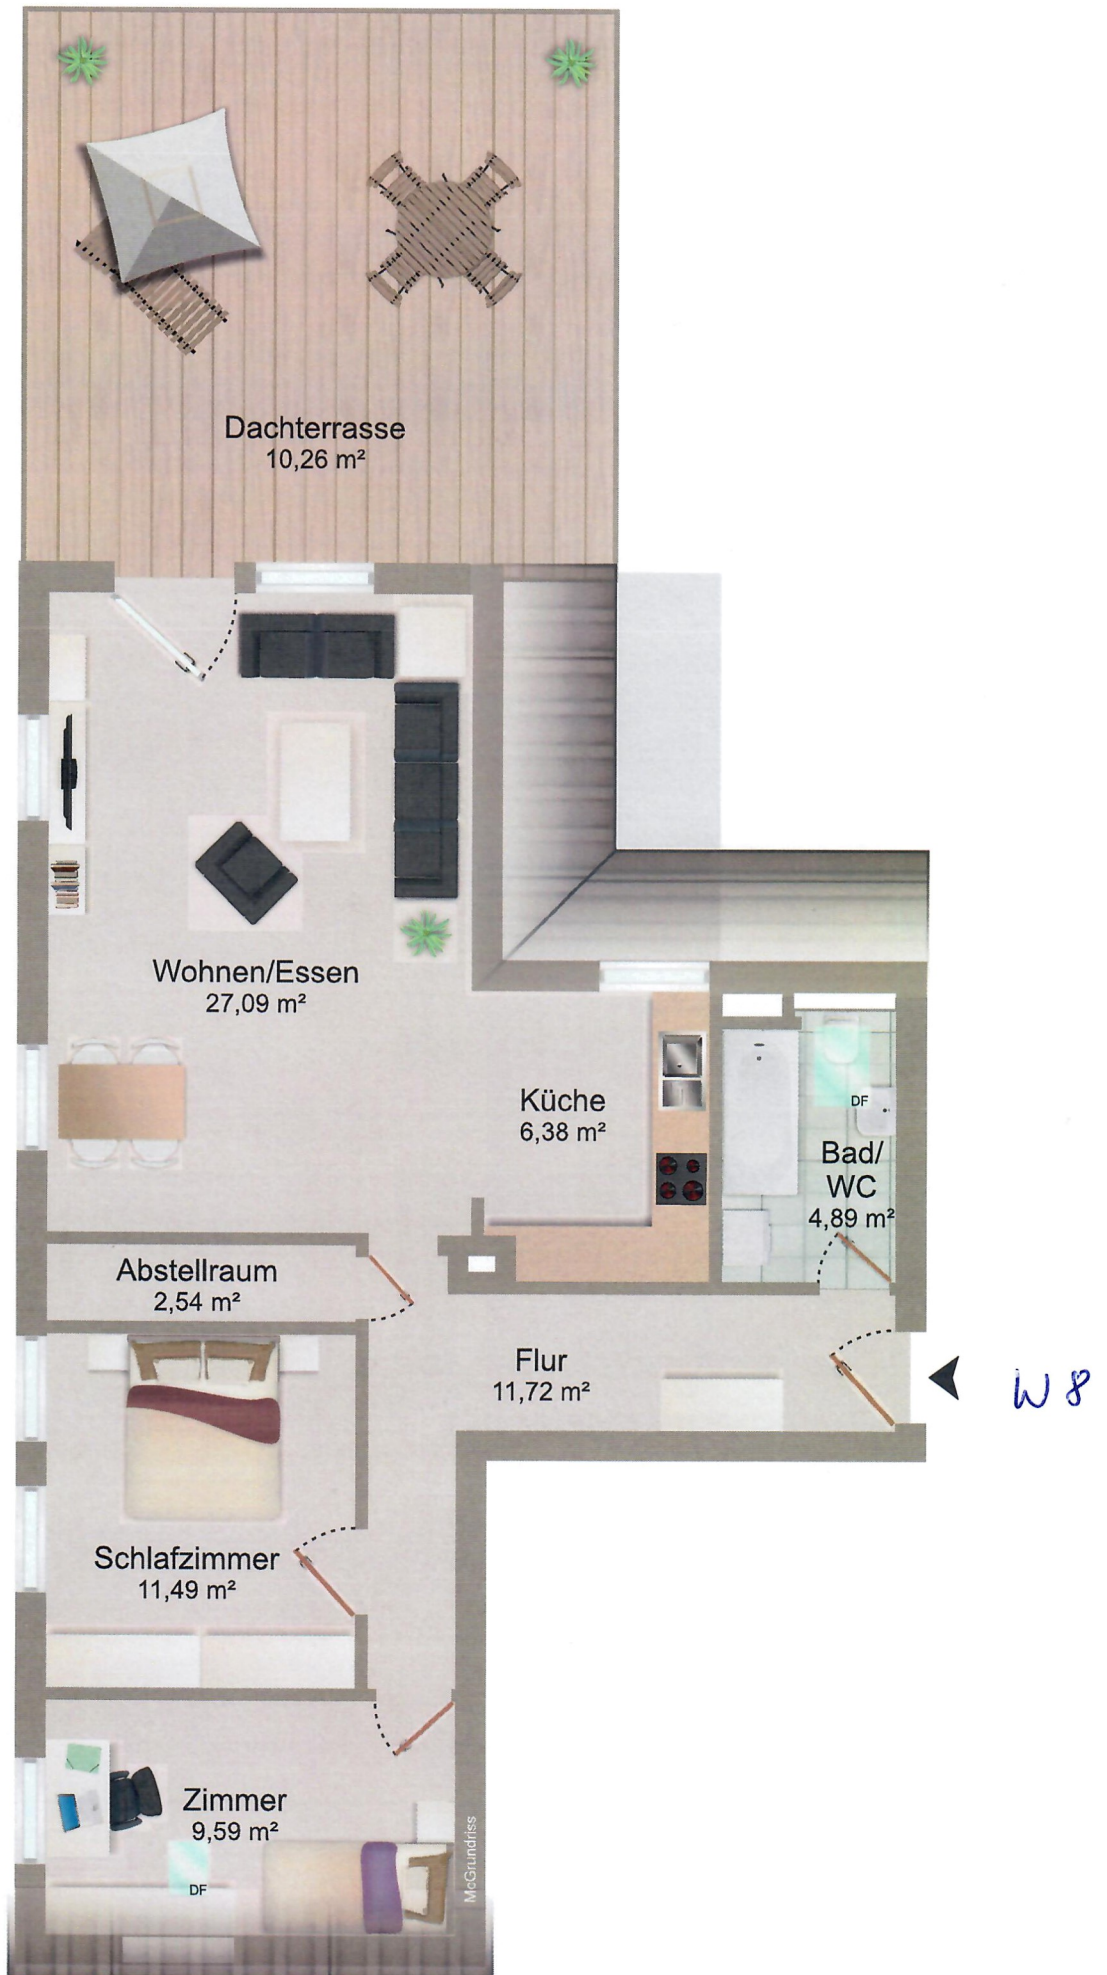 Dachterrasse
10,26 m²
Wohnen/Essen
27,09 m²
Küche
6,38 m²
DF
Bad/
WC
4,89 m²
Abstellraum
2,54 m²
Flur
11,72 m²
W 8
Schlafzimmer
11,49 m²
Zimmer
9,59 m²
DF
McGrundriss